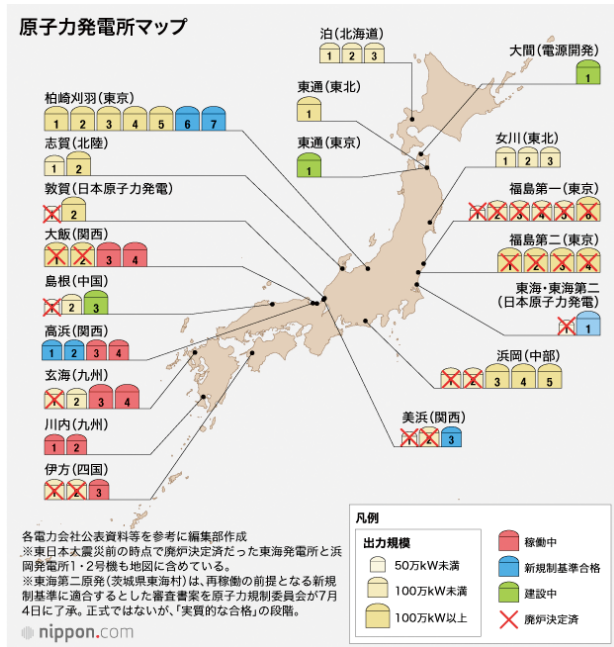 原子力発電所マップ
泊（北海道）
1 2 3
大間（電源開発）
1
東通（東北）
1
柏崎刈羽（東京）
1 2 3 4 5 6 7
東通（東京）
1
女川（東北）
1 2 3
志賀（北陸）
1 2
敦賀（日本原子力発電）
1 2
福島第一（東京）
1 2 3 4 5 6
大飯（関西）
1 2 3 4
福島第二（東京）
1 2 3 4
島根（中国）
1 2 3
東海・東海第二
（日本原子力発電）
1 1
高浜（関西）
1 2 3 4
浜岡（中部）
1 2 3 4 5
玄海（九州）
1 2 3 4
美浜（関西）
1 2 3
川内（九州）
1 2
伊方（四国）
1 2 3
各電力会社公表資料等を参考に編集部作成
※東日本大震災前の時点で廃炉決定済だった東海発電所と浜
岡発電所1・2号機も地図に含めている。
※東海第二原発（茨城県東海村）は、再稼働の前提となる新規
制基準に適合するとした審査書案を原子力規制委員会が7月
4日に了承。正式ではないが、「実質的な合格」の段階。
nippon.com
凡例
出力規模
50万kW未満
100万kW未満
100万kW以上
稼働中
新規制基準合格
建設中
廃炉決定済